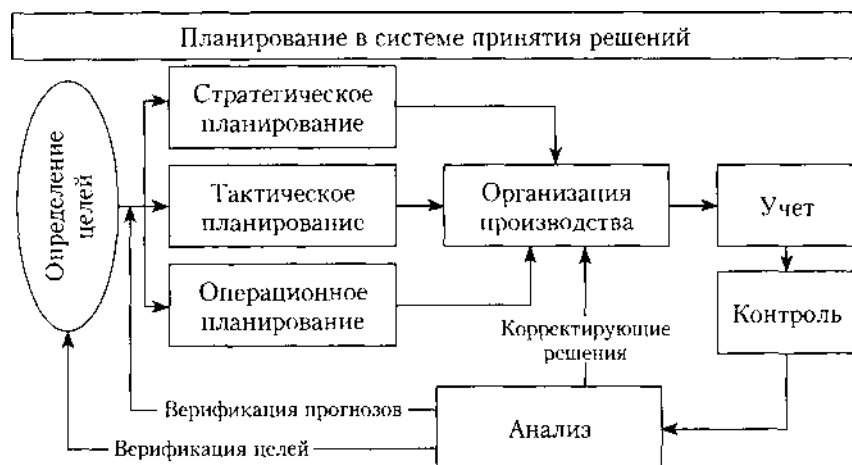 Планирование в системе принятия решений
Определение
целей
Стратегическое
планирование
Тактическое
планирование
Операционное
планирование
Организация
производства
Учет
Контроль
Корректирующие
решения
Анализ
Верификация прогнозов
Верификация целей